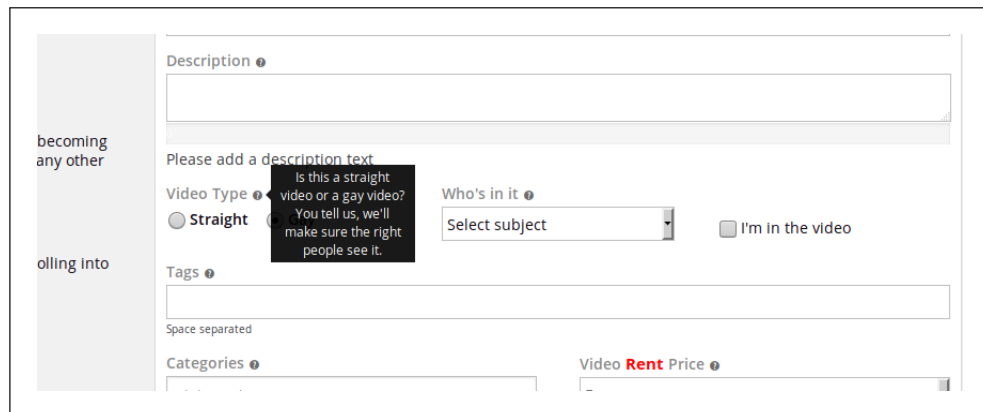 Description
becoming
any other
Please add a description text
Is this a straight
video or a gay video?
You tell us, we'll
make sure the right
people see it.
Video Type
Who's in it
Straight
Gay
Select subject
I'm in the video
olling into
Tags
Space separated
Categories
Video Rent Price